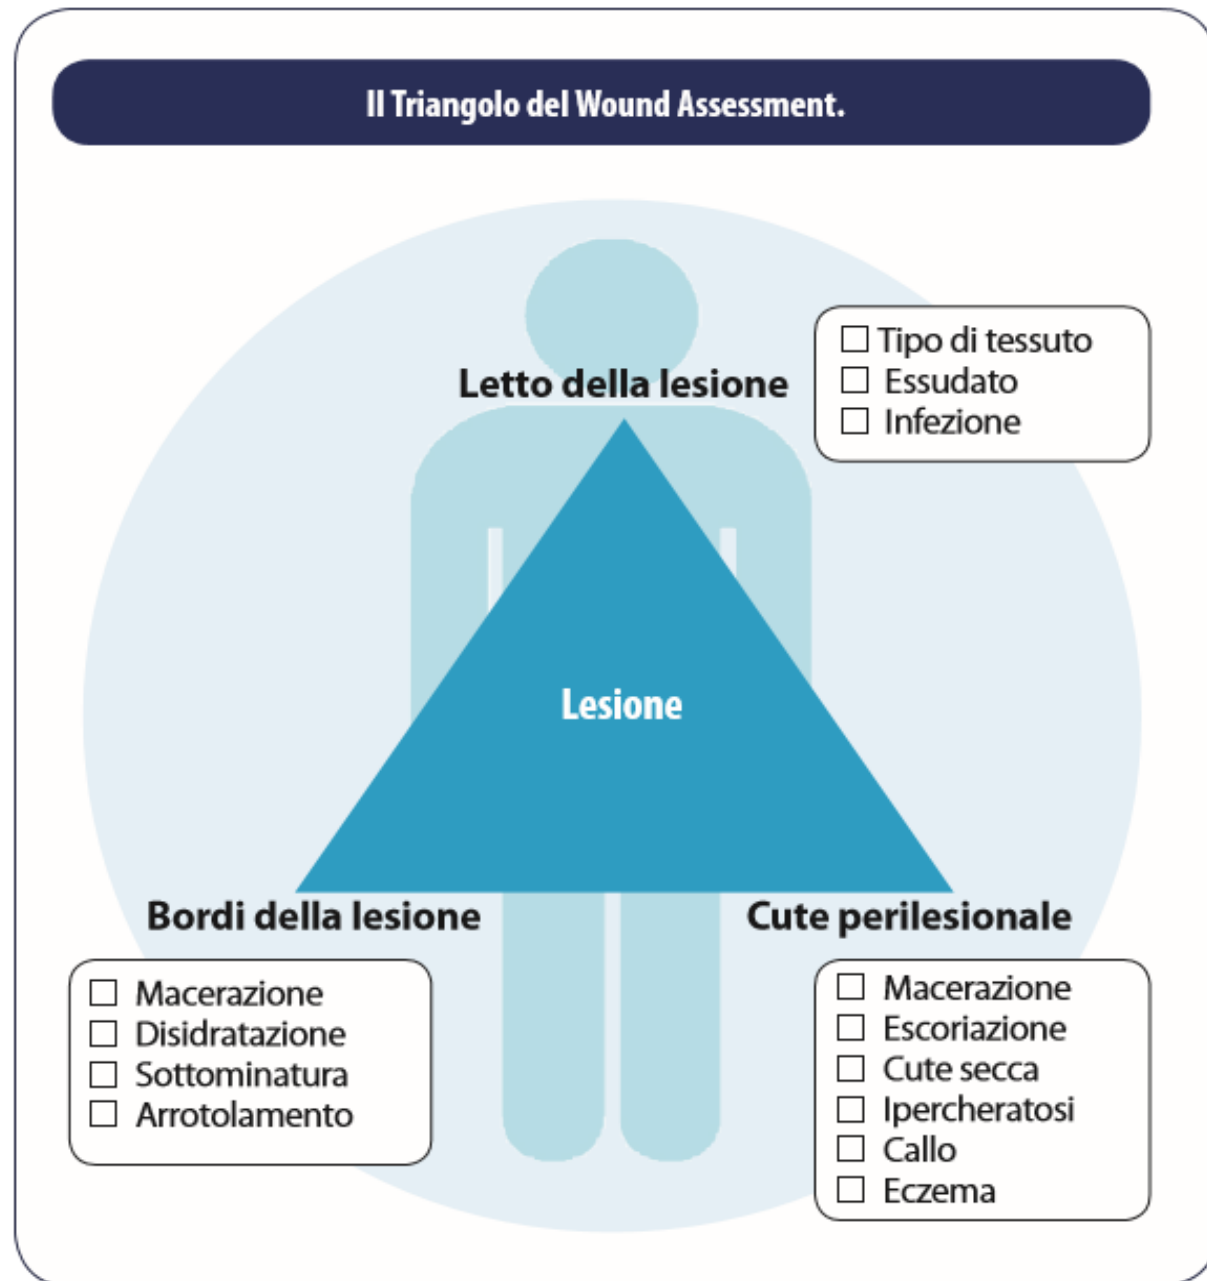 Il Triangolo del Wound Assessment.
Letto della lesione
Tipo di tessuto
Essudato
Infezione
Lesione
Bordi della lesione
Macerazione
Disidratazione
Sottominatura
Arrotolamento
Cute perilesionale
Macerazione
Escoriazione
Cute secca
Ipercheratosi
Callo
Eczema